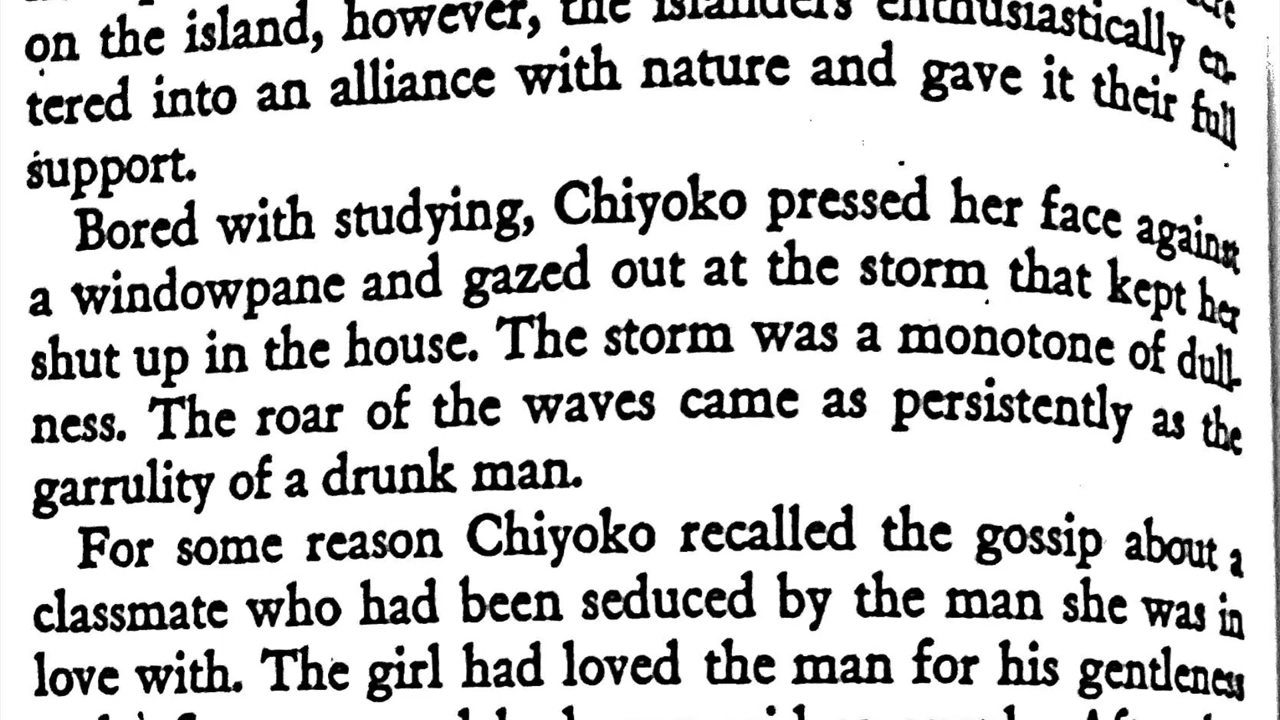 on the island, however, the islanders enthusiastically en-
tered into an alliance with nature and gave it their full
support.
Bored with studying, Chiyoko pressed her face against
a windowpane and gazed out at the storm that kept her
shut up in the house. The storm was a monotone of dull-
ness. The roar of the waves came as persistently as the
garrulity of a drunk man.
For some reason Chiyoko recalled the gossip about a
classmate who had been seduced by the man she was in
love with. The girl had loved the man for his gentleness